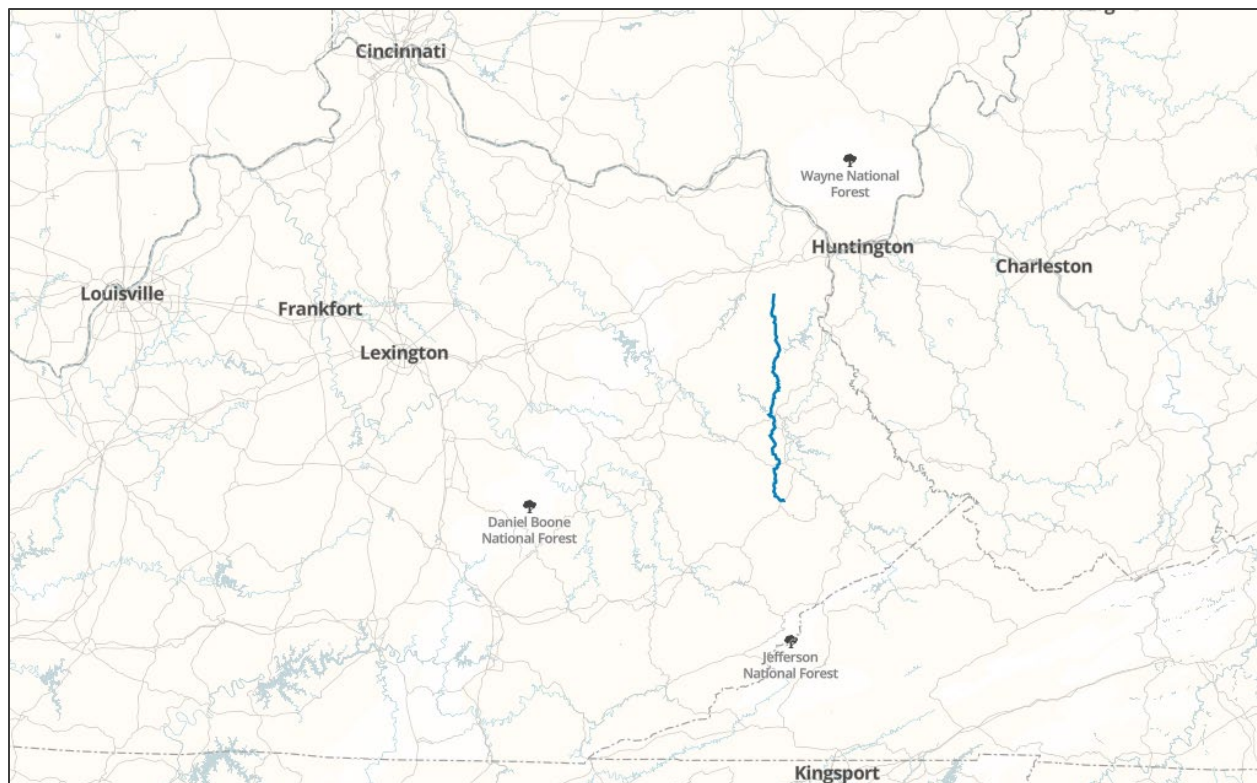 Cincinnati
Wayne National
Forest
Huntington
Charleston
Louisville
Frankfort
Lexington
Daniel Boone
National Forest
Jefferson
National Forest
Kingsport